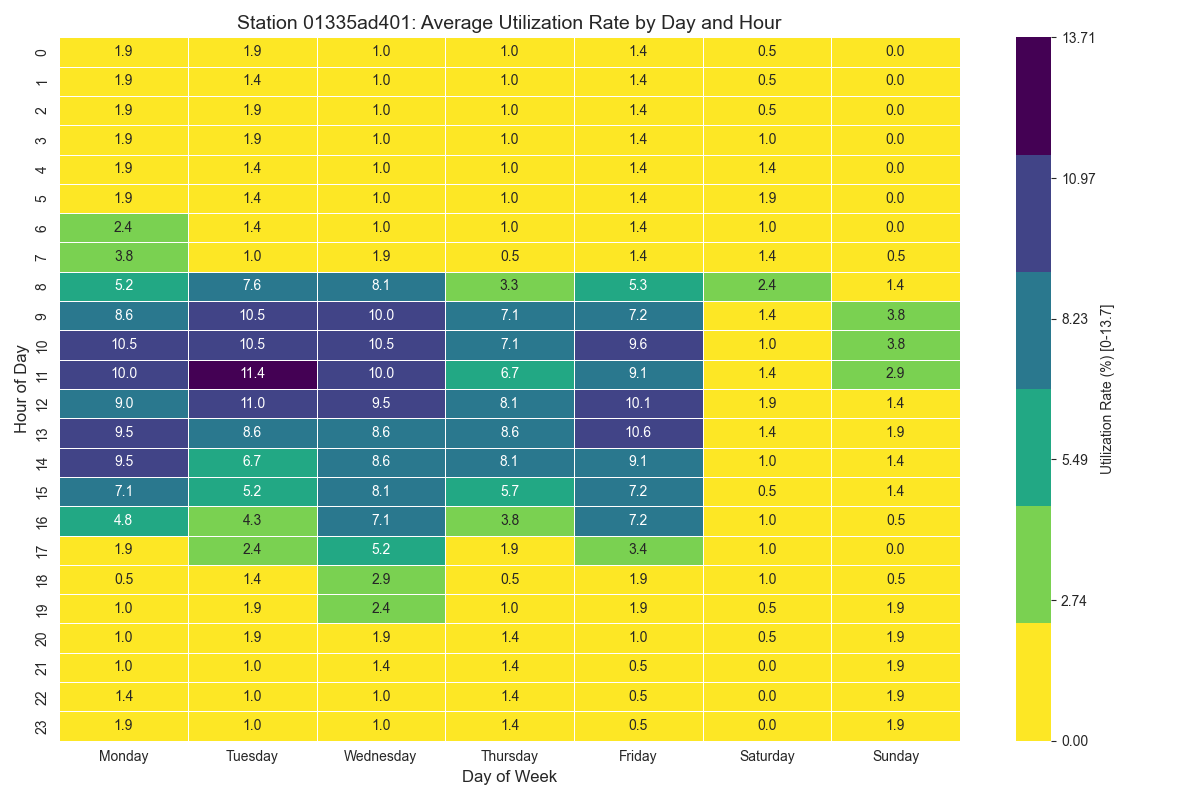 Station 01335ad401: Average Utilization Rate by Day and Hour
0 1.9 1.9 1.0 1.0 1.4 0.5 0.0
1 1.9 1.4 1.0 1.0 1.4 0.5 0.0
2 1.9 1.9 1.0 1.0 1.4 0.5 0.0
3 1.9 1.9 1.0 1.0 1.4 1.0 0.0
4 1.9 1.4 1.0 1.0 1.4 1.4 0.0
5 1.9 1.4 1.0 1.0 1.4 1.9 0.0
6 2.4 1.4 1.0 1.0 1.4 1.0 0.0
7 3.8 1.0 1.9 0.5 1.4 1.4 0.5
8 5.2 7.6 8.1 3.3 5.3 2.4 1.4
9 8.6 10.5 10.0 7.1 7.2 1.4 3.8
10 10.5 10.5 10.5 7.1 9.6 1.0 3.8
11 10.0 11.4 10.0 6.7 9.1 1.4 2.9
12 9.0 11.0 9.5 8.1 10.1 1.9 1.4
13 9.5 8.6 8.6 8.6 10.6 1.4 1.9
14 9.5 6.7 8.6 8.1 9.1 1.0 1.4
15 7.1 5.2 8.1 5.7 7.2 0.5 1.4
16 4.8 4.3 7.1 3.8 7.2 1.0 0.5
17 1.9 2.4 5.2 1.9 3.4 1.0 0.0
18 0.5 1.4 2.9 0.5 1.9 1.0 0.5
19 1.0 1.9 2.4 1.0 1.9 0.5 1.9
20 1.0 1.9 1.9 1.4 1.0 0.5 1.9
21 1.0 1.0 1.4 1.4 0.5 0.0 1.9
22 1.4 1.0 1.0 1.4 0.5 0.0 1.9
23 1.9 1.0 1.0 1.4 0.5 0.0 1.9
Monday Tuesday Wednesday Thursday Friday Saturday Sunday
Day of Week
Hour of Day
13.71
10.97
8.23
5.49
2.74
0.00
Utilization Rate (%) [0-13.7]